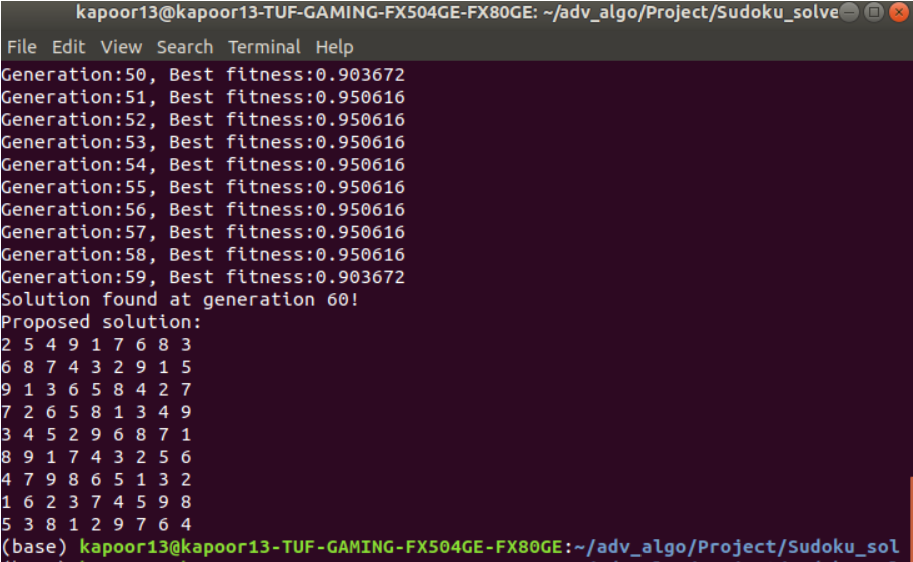 kapoor13@kapoor13-TUF-GAMING-FX504GE-FX80GE: ~/adv_algo/Project/Sudoku_solve
File Edit View Search Terminal Help
Generation:50, Best fitness:0.903672
Generation:51, Best fitness:0.950616
Generation:52, Best fitness:0.950616
Generation:53, Best fitness:0.950616
Generation:54, Best fitness:0.950616
Generation:55, Best fitness:0.950616
Generation:56, Best fitness:0.950616
Generation:57, Best fitness:0.950616
Generation:58, Best fitness:0.950616
Generation:59, Best fitness:0.903672
Solution found at generation 60!
Proposed solution:
2 5 4 9 1 7 6 8 3
6 8 7 4 3 2 9 1 5
9 1 3 6 5 8 4 2 7
7 2 6 5 8 1 3 4 9
3 4 5 2 9 6 8 7 1
8 9 1 7 4 3 2 5 6
4 7 9 8 6 5 1 3 2
1 6 2 3 7 4 5 9 8
5 3 8 1 2 9 7 6 4
(base) kapoor13@kapoor13-TUF-GAMING-FX504GE-FX80GE:~/adv_algo/Project/Sudoku_sol